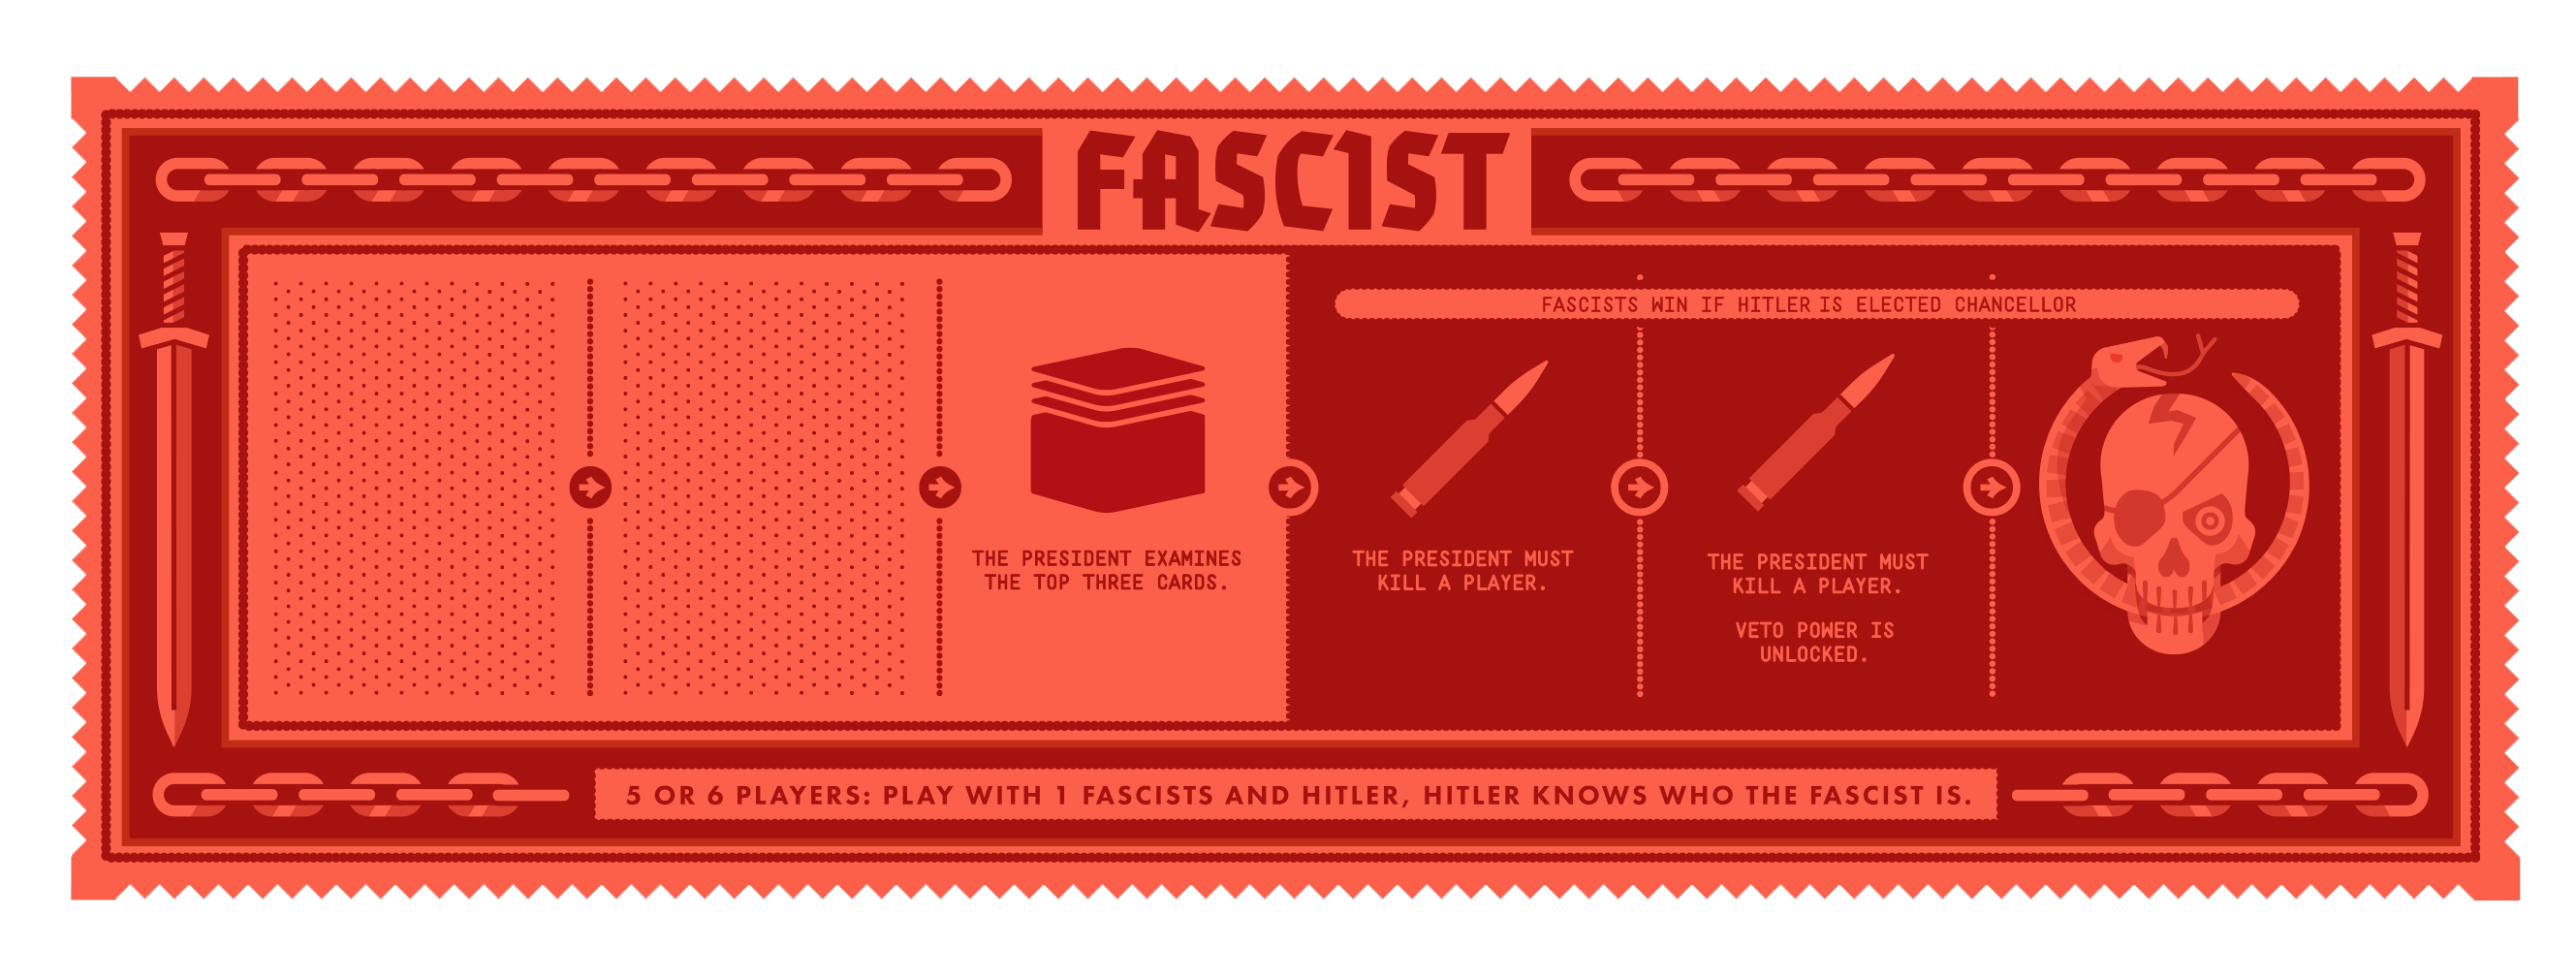 FASCIST
FASCISTS WIN IF HITLER IS ELECTED CHANCELLOR
THE PRESIDENT EXAMINES
THE TOP THREE CARDS.
THE PRESIDENT MUST
KILL A PLAYER.
THE PRESIDENT MUST
KILL A PLAYER.
VETO POWER IS
UNLOCKED.
5 OR 6 PLAYERS: PLAY WITH 1 FASCISTS AND HITLER, HITLER KNOWS WHO THE FASCIST IS.